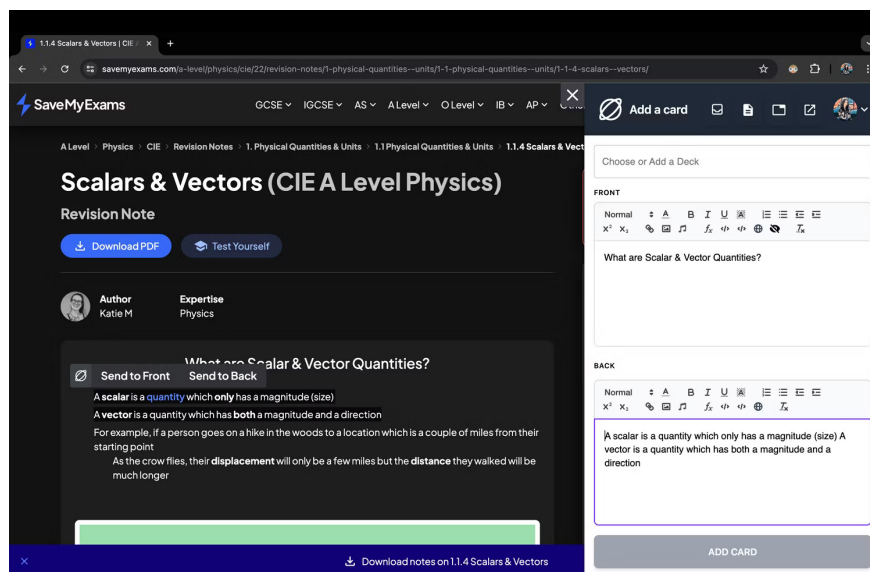 1.1.4 Scalars & Vectors | CIE
savemyexams.com/a-level/physics/cie/22/revision-notes/1-physical-quantities--units/1-1-physical-quantities--units/1-1-4-scalars--vectors/
SaveMyExams
GCSE IGCSE AS A Level O Level IB AP
A Level > Physics > CIE > Revision Notes > 1. Physical Quantities & Units > 1.1 Physical Quantities & Units > 1.1.4 Scalars & Vect
Scalars & Vectors (CIE A Level Physics)
Revision Note
Download PDF Test Yourself
Author Expertise
Katie M Physics
What are Scalar & Vector Quantities?
Send to Front Send to Back
A scalar is a quantity which only has a magnitude (size)
A vector is a quantity which has both a magnitude and a direction
For example, if a person goes on a hike in the woods to a location which is a couple of miles from their
starting point
As the crow flies, their displacement will only be a few miles but the distance they walked will be
much longer
Download notes on 1.1.4 Scalars & Vectors
Add a card
Choose or Add a Deck
FRONT
Normal A B I U A
X² X₂ fx Tx
What are Scalar & Vector Quantities?
BACK
Normal A B I U A
X² X₂ fx Tx
A scalar is a quantity which only has a magnitude (size) A
vector is a quantity which has both a magnitude and a
direction
ADD CARD